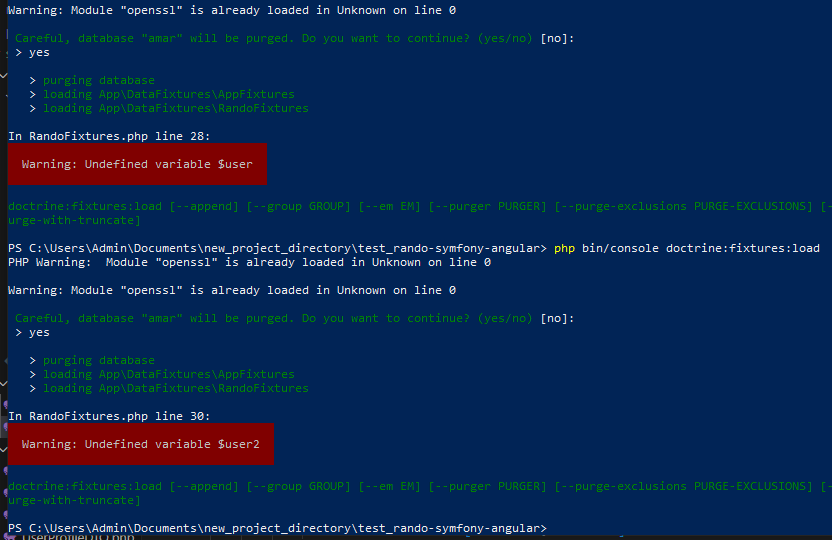 Warning: Module "openssl" is already loaded in Unknown on line 0
Careful, database "amar" will be purged. Do you want to continue? (yes/no) [no]:
> yes
> purging database
> loading App\DataFixtures\AppFixtures
> loading App\DataFixtures\RandoFixtures
In RandoFixtures.php line 28:
Warning: Undefined variable $user
doctrine:fixtures:load [--append] [--group GROUP] [--em EM] [--purger PURGER] [--purge-exclusions PURGE-EXCLUSIONS] [-
urge-with-truncate]
PS C:\Users\Admin\Documents\new_project_directory\test_rando-symfony-angular> php bin/console doctrine:fixtures:load
PHP Warning:  Module "openssl" is already loaded in Unknown on line 0
Warning: Module "openssl" is already loaded in Unknown on line 0
Careful, database "amar" will be purged. Do you want to continue? (yes/no) [no]:
> yes
> purging database
> loading App\DataFixtures\AppFixtures
> loading App\DataFixtures\RandoFixtures
In RandoFixtures.php line 30:
Warning: Undefined variable $user2
doctrine:fixtures:load [--append] [--group GROUP] [--em EM] [--purger PURGER] [--purge-exclusions PURGE-EXCLUSIONS] [-
urge-with-truncate]
PS C:\Users\Admin\Documents\new_project_directory\test_rando-symfony-angular>